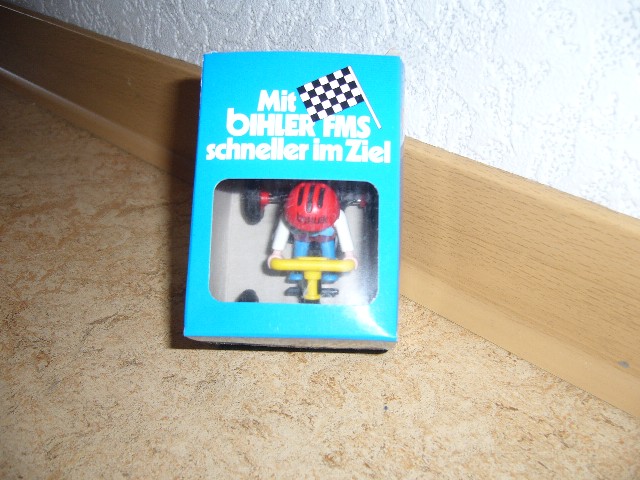 Mit
BIHLER FMS
schneller im Ziel